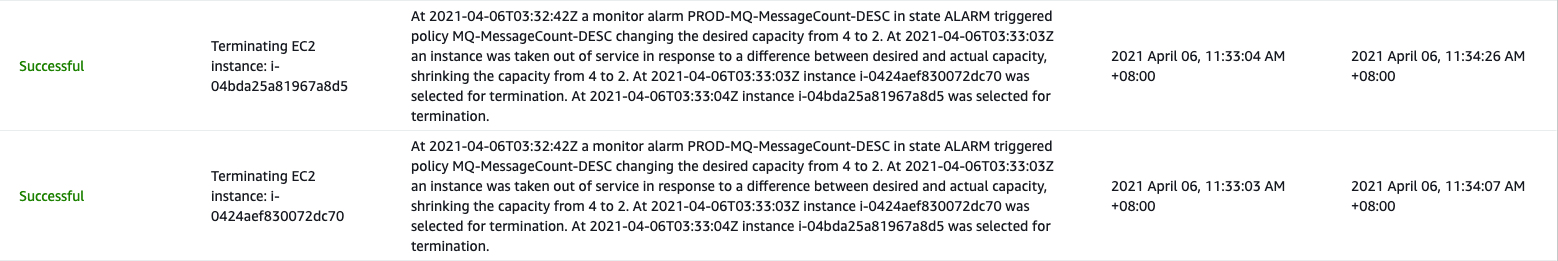 Successful
Terminating EC2
instance: i-
04bda25a81967a8d5
At 2021-04-06T03:32:42Z a monitor alarm PROD-MQ-MessageCount-DESC in state ALARM triggered
policy MQ-MessageCount-DESC changing the desired capacity from 4 to 2. At 2021-04-06T03:33:03Z
an instance was taken out of service in response to a difference between desired and actual capacity,
shrinking the capacity from 4 to 2. At 2021-04-06T03:33:03Z instance i-0424aef830072dc70 was
selected for termination. At 2021-04-06T03:33:04Z instance i-04bda25a81967a8d5 was selected for
termination.
2021 April 06, 11:33:04 AM
+08:00
2021 April 06, 11:34:26 AM
+08:00
Successful
Terminating EC2
instance: i-
0424aef830072dc70
At 2021-04-06T03:32:42Z a monitor alarm PROD-MQ-MessageCount-DESC in state ALARM triggered
policy MQ-MessageCount-DESC changing the desired capacity from 4 to 2. At 2021-04-06T03:33:03Z
an instance was taken out of service in response to a difference between desired and actual capacity,
shrinking the capacity from 4 to 2. At 2021-04-06T03:33:03Z instance i-0424aef830072dc70 was
selected for termination. At 2021-04-06T03:33:04Z instance i-04bda25a81967a8d5 was selected for
termination.
2021 April 06, 11:33:03 AM
+08:00
2021 April 06, 11:34:07 AM
+08:00